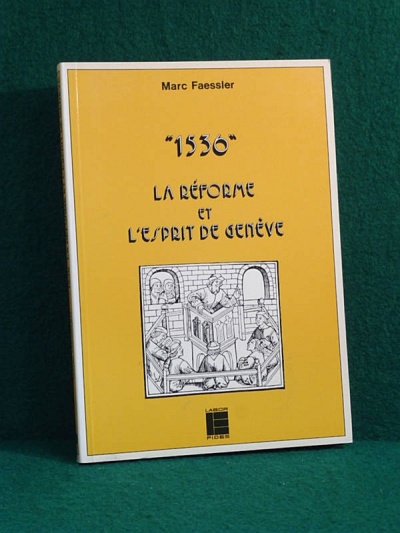 Marc Faessler
"1536"
LA RÉFORME
ET
L'ESPRIT DE GENÈVE
LABOR
FIDES